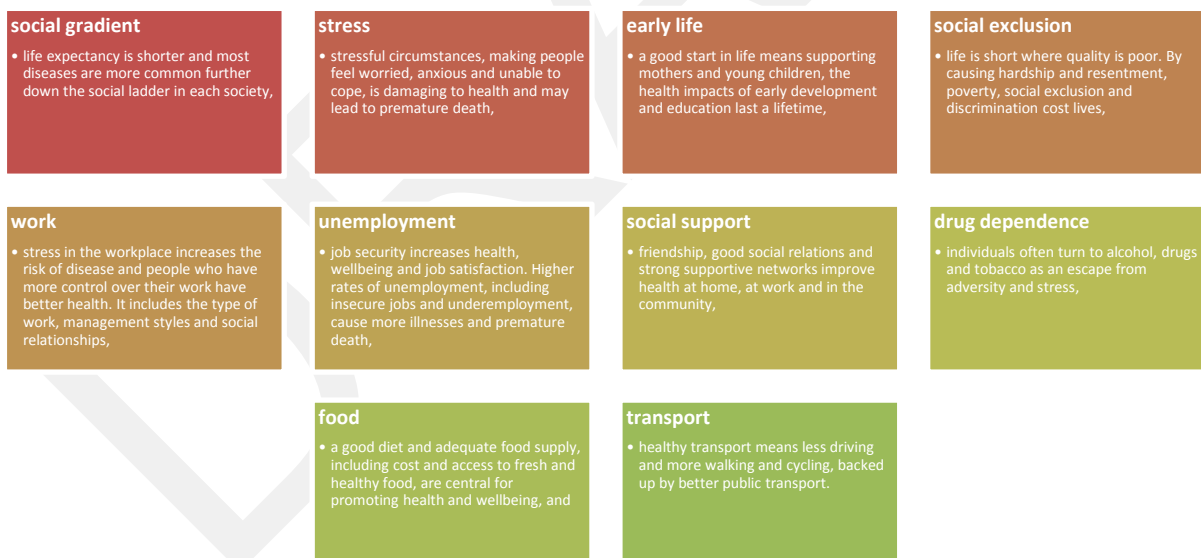 social gradient
• life expectancy is shorter and most
diseases are more common further
down the social ladder in each society,
stress
• stressful circumstances, making people
feel worried, anxious and unable to
cope, is damaging to health and may
lead to premature death,
early life
• a good start in life means supporting
mothers and young children, the
health impacts of early development
and education last a lifetime,
social exclusion
• life is short where quality is poor. By
causing hardship and resentment,
poverty, social exclusion and
discrimination cost lives,
work
• stress in the workplace increases the
risk of disease and people who have
more control over their work have
better health. It includes the type of
work, management styles and social
relationships,
unemployment
• job security increases health,
wellbeing and job satisfaction. Higher
rates of unemployment, including
insecure jobs and underemployment,
cause more illnesses and premature
death,
social support
• friendship, good social relations and
strong supportive networks improve
health at home, at work and in the
community,
drug dependence
• individuals often turn to alcohol, drugs
and tobacco as an escape from
adversity and stress,
food
• a good diet and adequate food supply,
including cost and access to fresh and
healthy food, are central for
promoting health and wellbeing, and
transport
• healthy transport means less driving
and more walking and cycling, backed
up by better public transport.